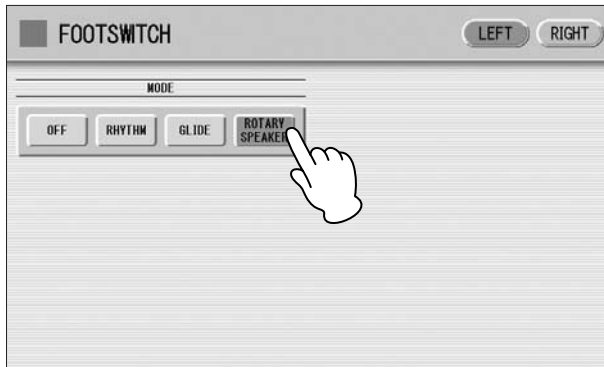 FOOTSWITCH
LEFT
RIGHT
MODE
OFF
RHYTHM
GLIDE
ROTARY
SPEAKER